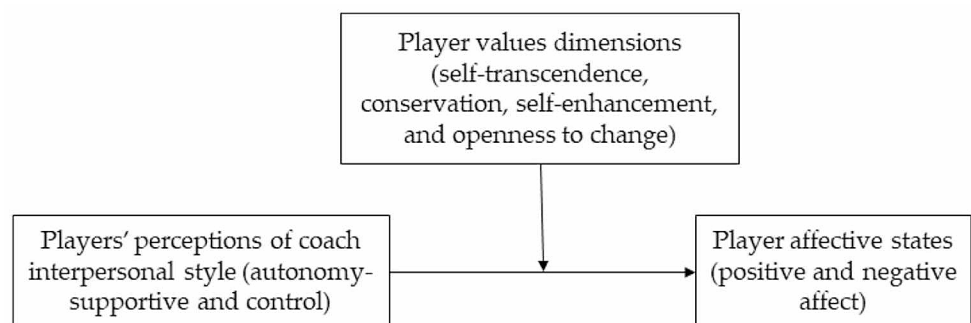 Player values dimensions
(self-transcendence,
conservation, self-enhancement,
and openness to change)
Players' perceptions of coach
interpersonal style (autonomy-
supportive and control)
Player affective states
(positive and negative
affect)